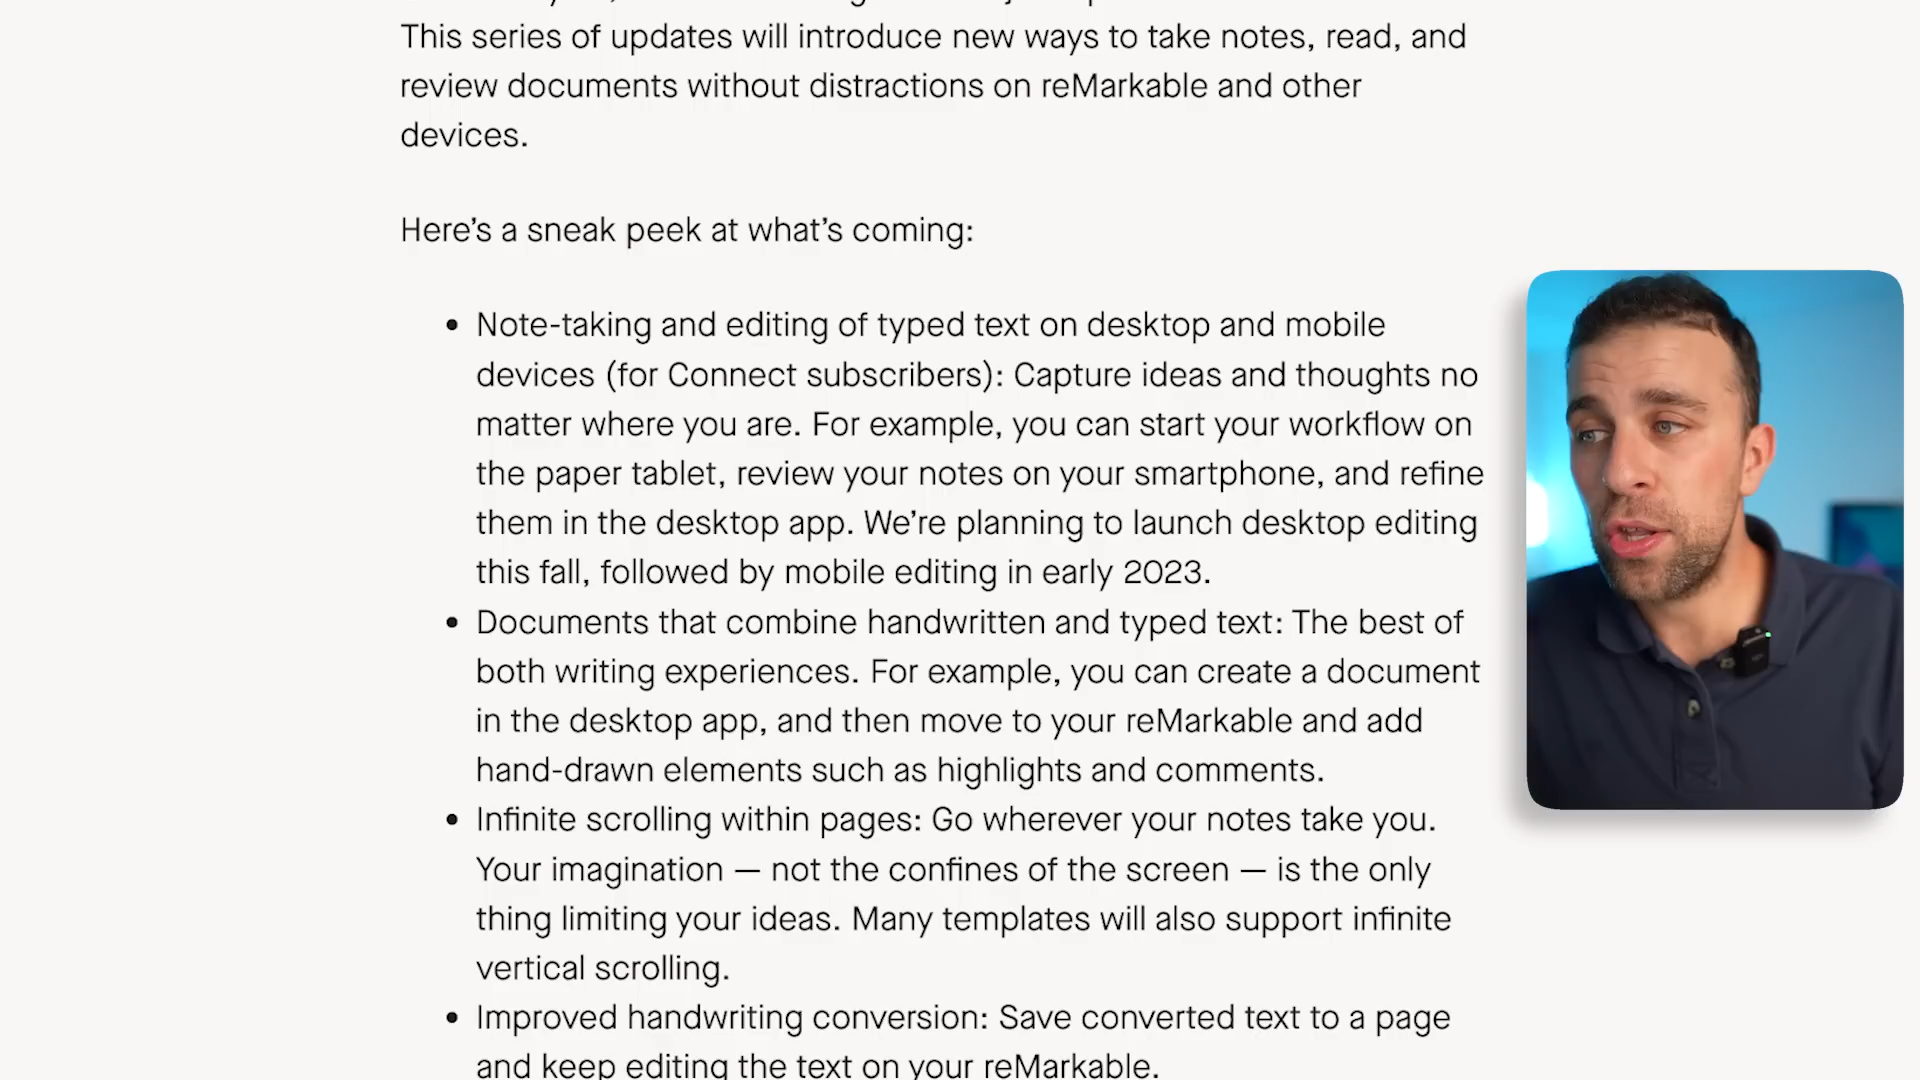 This series of updates will introduce new ways to take notes, read, and
review documents without distractions on reMarkable and other
devices.
Here’s a sneak peek at what’s coming:
• Note-taking and editing of typed text on desktop and mobile
devices (for Connect subscribers): Capture ideas and thoughts no
matter where you are. For example, you can start your workflow on
the paper tablet, review your notes on your smartphone, and refine
them in the desktop app. We’re planning to launch desktop editing
this fall, followed by mobile editing in early 2023.
• Documents that combine handwritten and typed text: The best of
both writing experiences. For example, you can create a document
in the desktop app, and then move to your reMarkable and add
hand-drawn elements such as highlights and comments.
• Infinite scrolling within pages: Go wherever your notes take you.
Your imagination — not the confines of the screen — is the only
thing limiting your ideas. Many templates will also support infinite
vertical scrolling.
• Improved handwriting conversion: Save converted text to a page
and keep editing the text on your reMarkable.